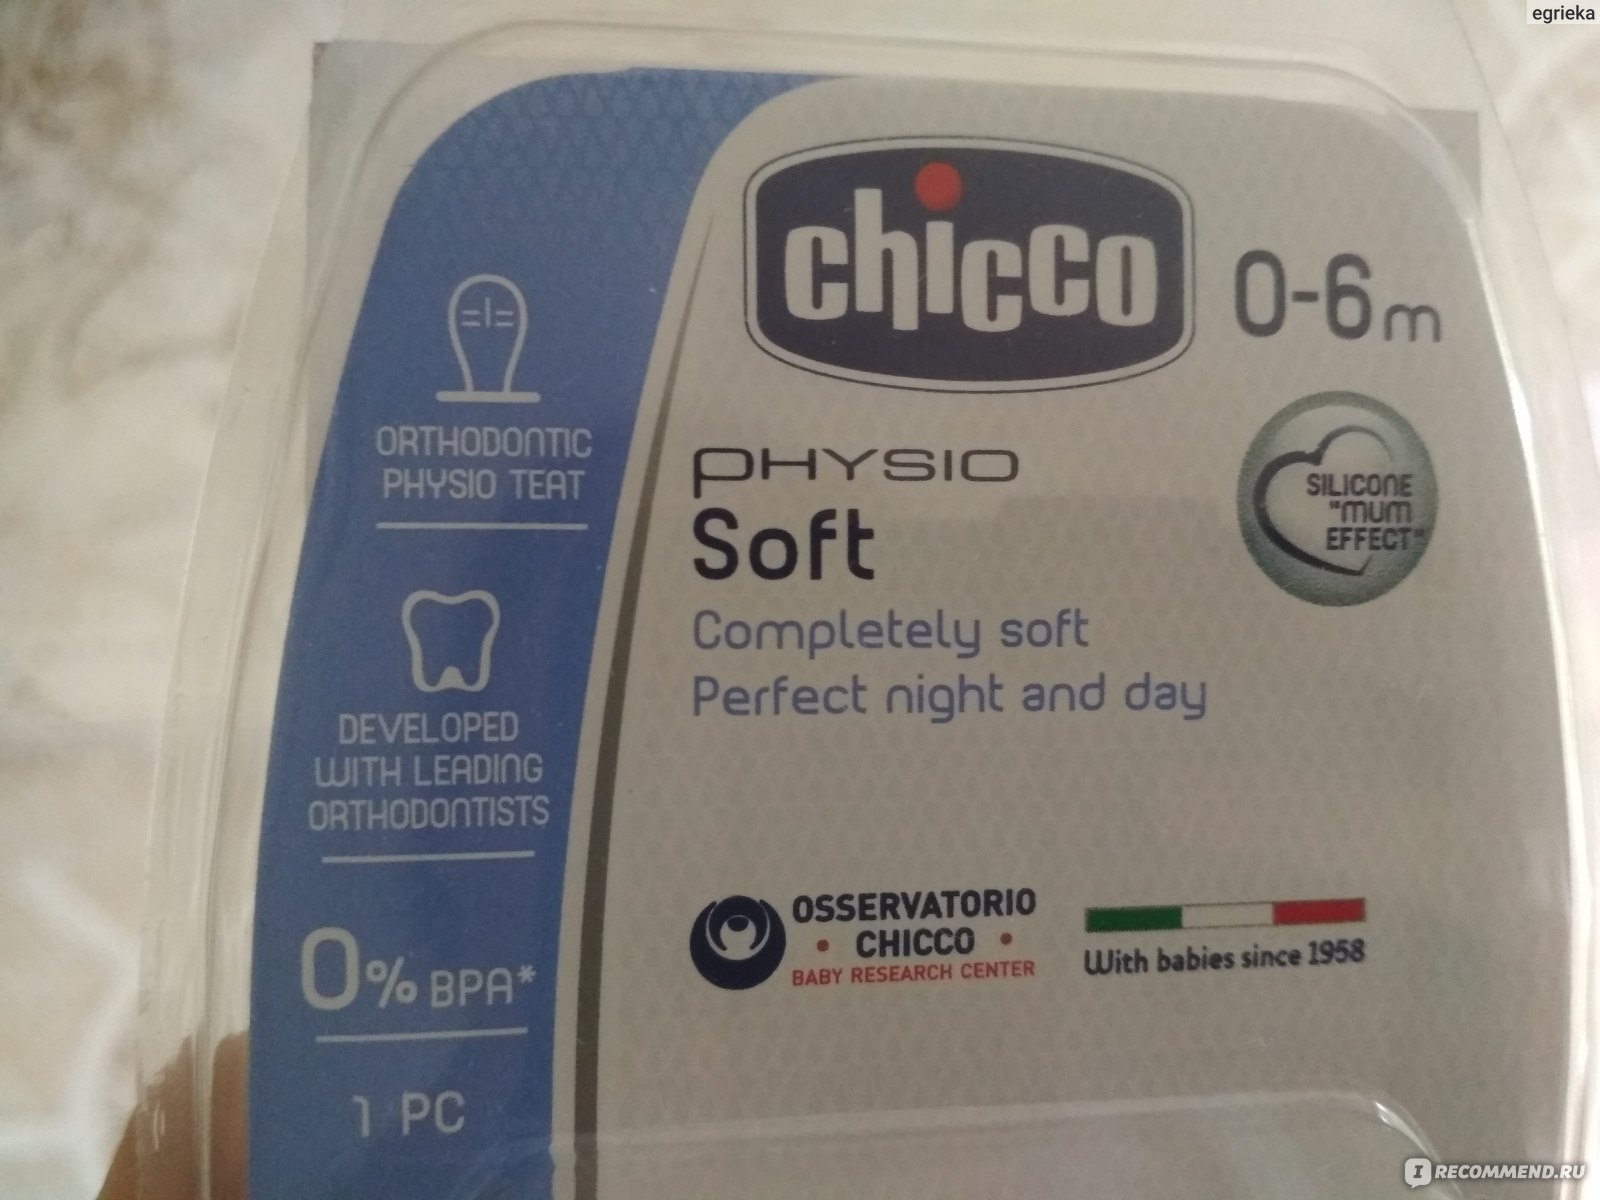 egrieka
chicco
0-6m
ORTHODONTIC
PHYSIO TEAT
PHYSIO
Soft
SILICONE
"MUM
EFFECT"
Completely soft
Perfect night and day
DEVELOPED
WITH LEADING
ORTHODONTISTS
OSSERVATORIO
• CHICCO •
BABY RESEARCH CENTER
With babies since 1958
0% BPA*
1 PC
I RECOMMEND.RU